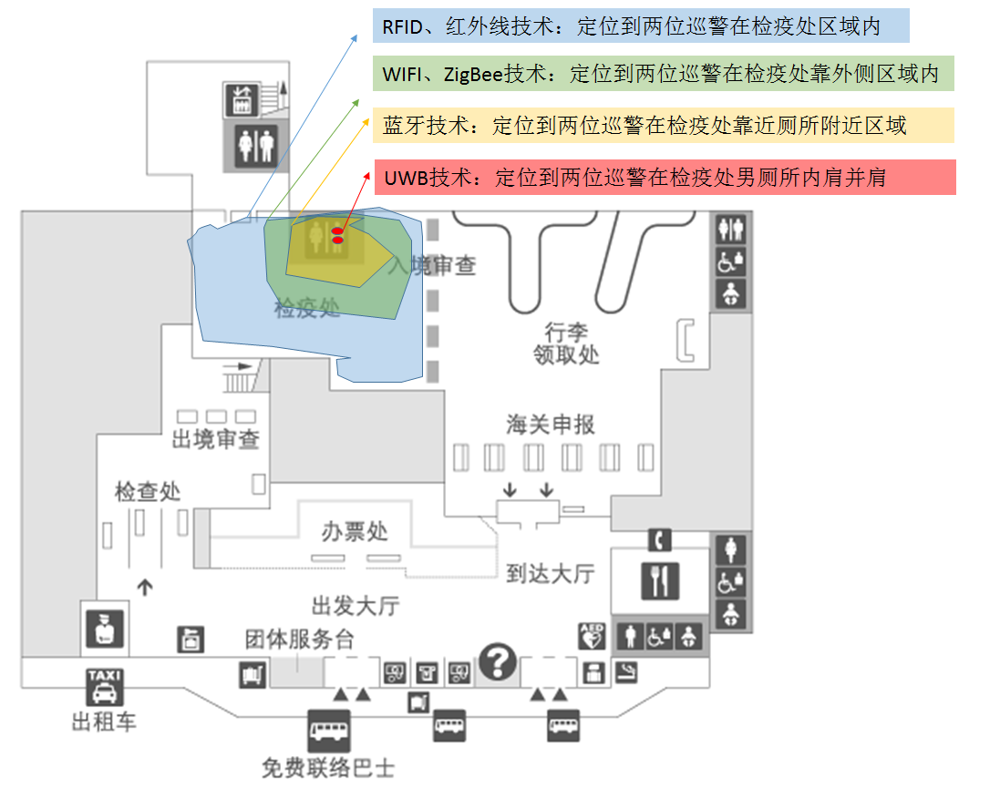 RFID、红外线技术：定位到两位巡警在检疫处区域内
WIFI、ZigBee技术：定位到两位巡警在检疫处靠外侧区域内
蓝牙技术：定位到两位巡警在检疫处靠近厕所附近区域
UWB技术：定位到两位巡警在检疫处男厕所内肩并肩
入境审查
检疫处
行李
领取处
海关申报
出境审查
检查处
办票处
到达大厅
出发大厅
团体服务台
AED
?
TAXI
出租车
免费联络巴士